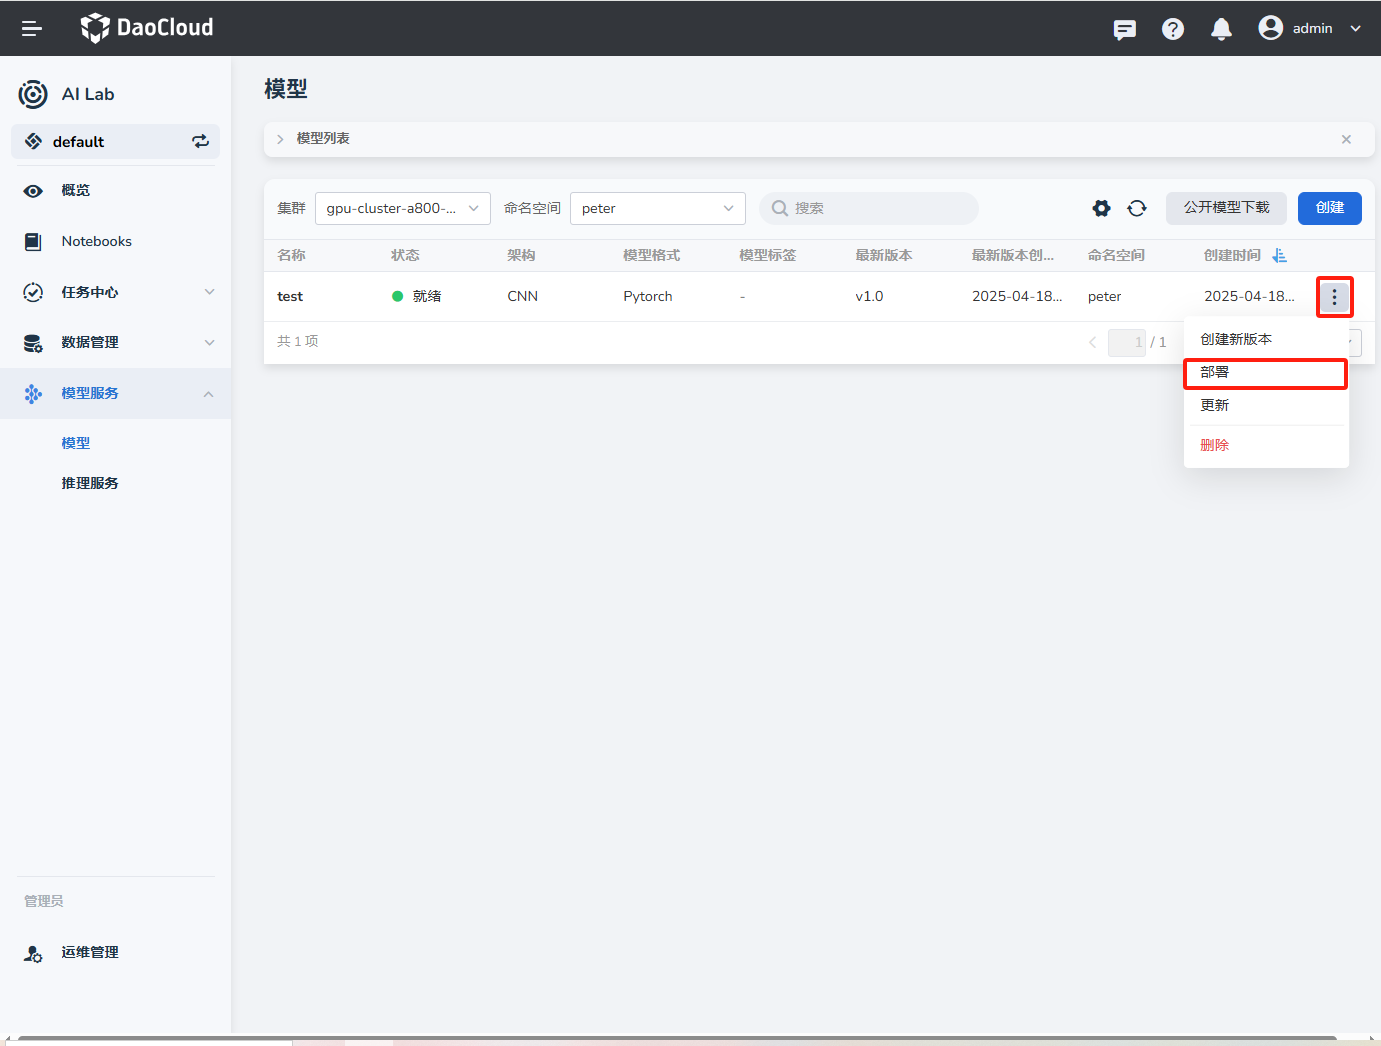 DaoCloud
admin
AI Lab
default
概览
Notebooks
任务中心
数据管理
模型服务
模型
推理服务
管理员
运维管理
模型
模型列表
集群 gpu-cluster-a800-... 命名空间 peter 搜索 公开模型下载 创建
名称 状态 架构 模型格式 模型标签 最新版本 最新版本创... 命名空间 创建时间
test 就绪 CNN Pytorch - v1.0 2025-04-18... peter 2025-04-18...
共 1 项 1 / 1
创建新版本
部署
更新
删除